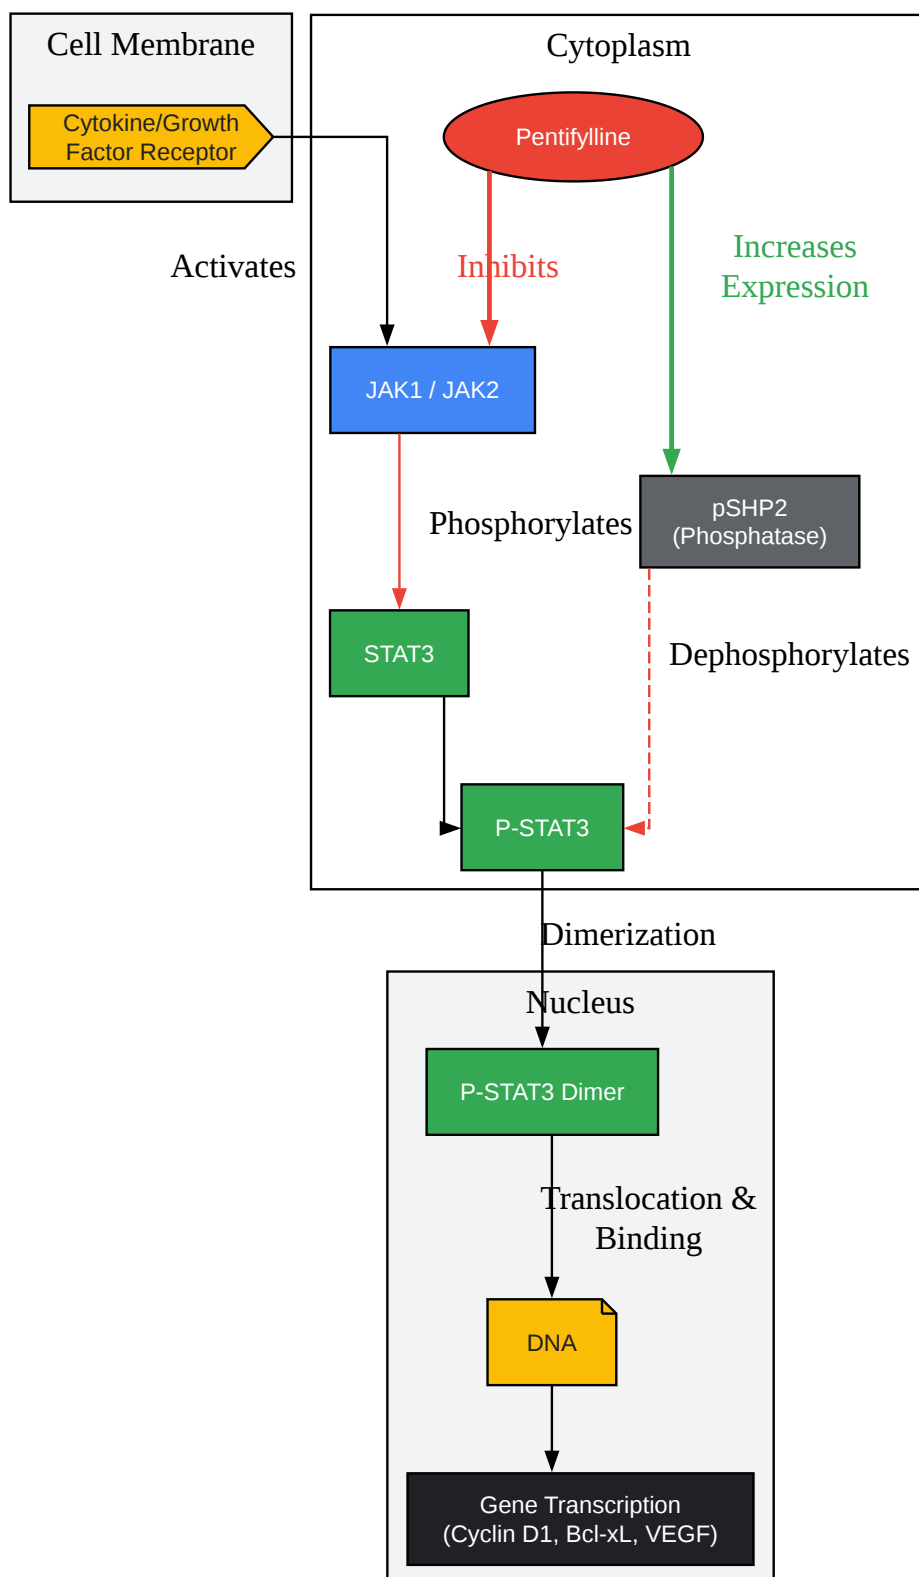 Cell Membrane
Cytoplasm
Cytokine/Growth
Factor Receptor
Pentifylline
Activates
Inhibits
Increases
Expression
JAK1 / JAK2
pSHP2
(Phosphatase)
Phosphorylates
STAT3
Dephosphorylates
P-STAT3
Dimerization
Nucleus
P-STAT3 Dimer
Translocation &
Binding
DNA
Gene Transcription
(Cyclin D1, Bcl-xL, VEGF)